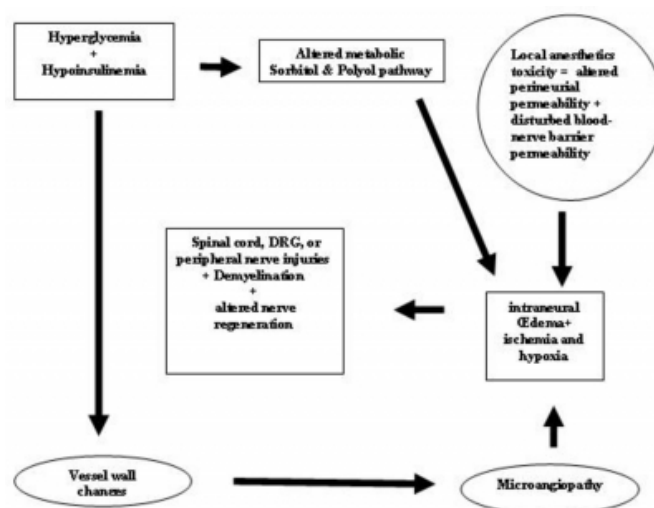 Hyperglycemia
+
Hypoinsulinemia
Altered metabolic
Sorbitol & Polyol pathway
Local anesthetics
toxicity = altered
perineurial
permeability +
disturbed blood-
nerve barrier
permeability
Spinal cord, DRG, or
peripheral nerve injuries
+ Demyelination
+
altered nerve
regeneration
intraneural
Œdema+
ischemia and
hypoxia
Vessel wall
changes
Microangiopathy